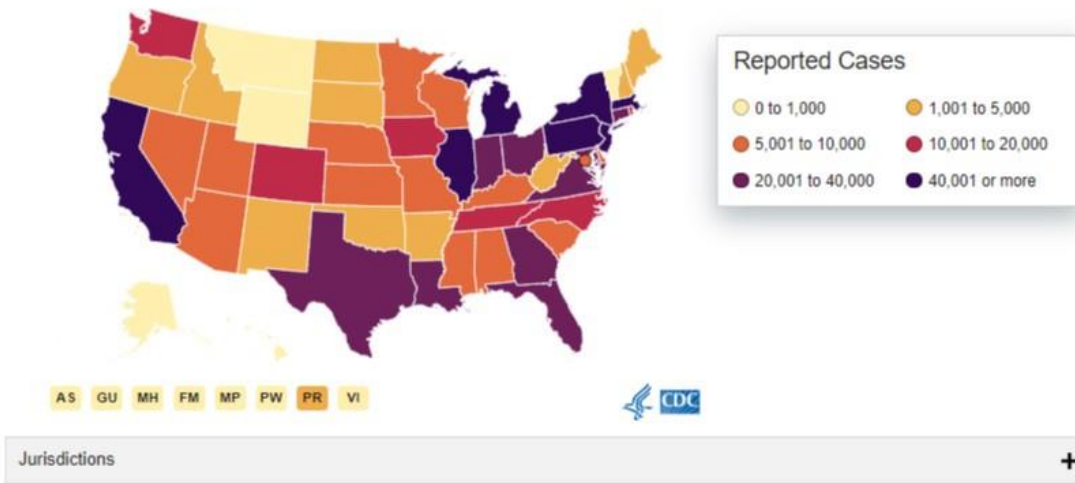 Reported Cases
0 to 1,000
1,001 to 5,000
5,001 to 10,000
10,001 to 20,000
20,001 to 40,000
40,001 or more
AS GU MH FM MP PW PR VI
CDC
Jurisdictions +